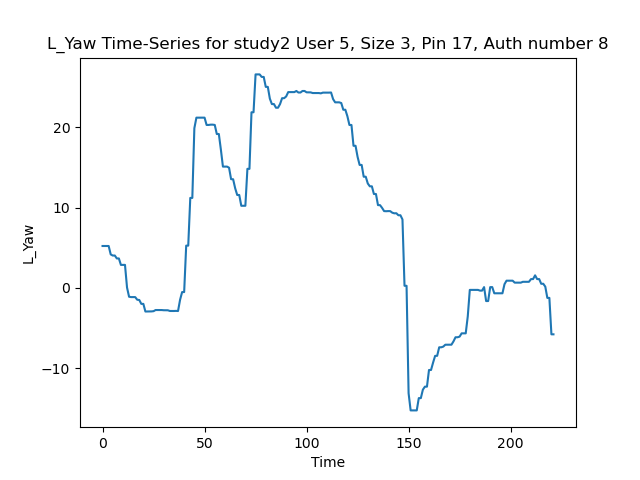 L_Yaw Time-Series for study2 User 5, Size 3, Pin 17, Auth number 8
L_Yaw
20
10
0
−10
0 50 100 150 200
Time